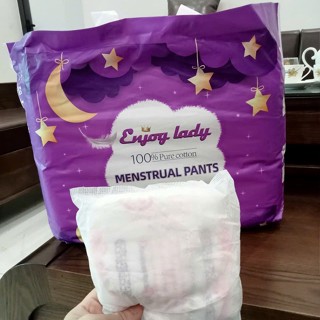 Enjoy lady
100% Pure cotton
MENSTRUAL PANTS